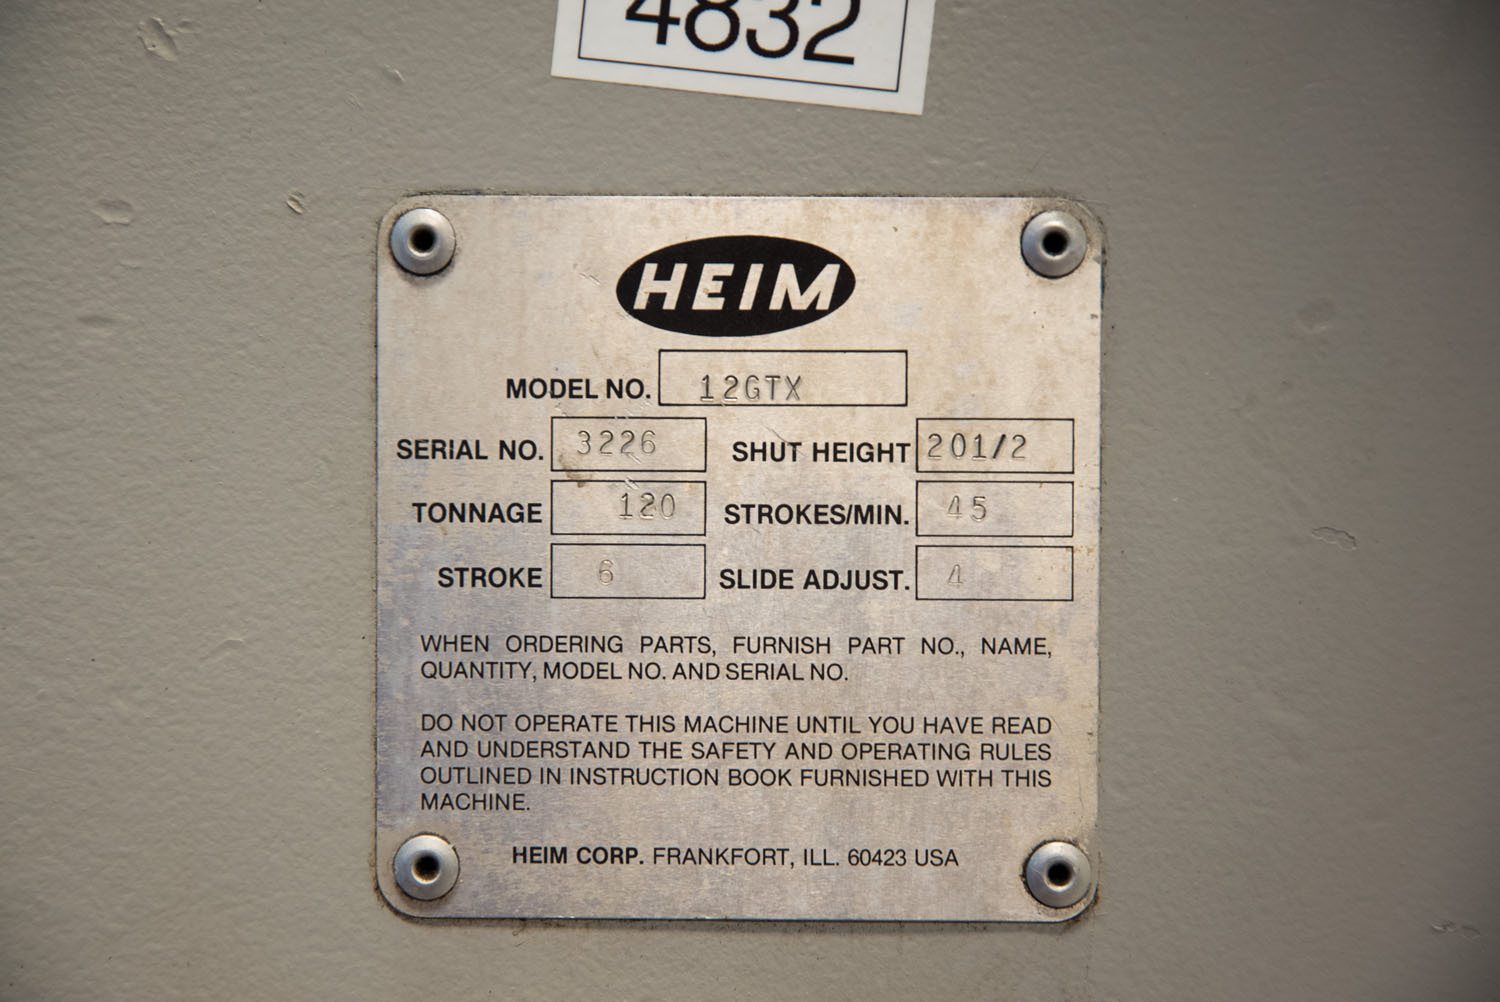 4832
HEIM
MODEL NO. 12GTX
SERIAL NO. 3226 SHUT HEIGHT 201/2
TONNAGE 120 STROKES/MIN. 45
STROKE 6 SLIDE ADJUST. 4
WHEN ORDERING PARTS, FURNISH PART NO., NAME,
QUANTITY, MODEL NO. AND SERIAL NO.
DO NOT OPERATE THIS MACHINE UNTIL YOU HAVE READ
AND UNDERSTAND THE SAFETY AND OPERATING RULES
OUTLINED IN INSTRUCTION BOOK FURNISHED WITH THIS
MACHINE.
HEIM CORP. FRANKFORT, ILL. 60423 USA